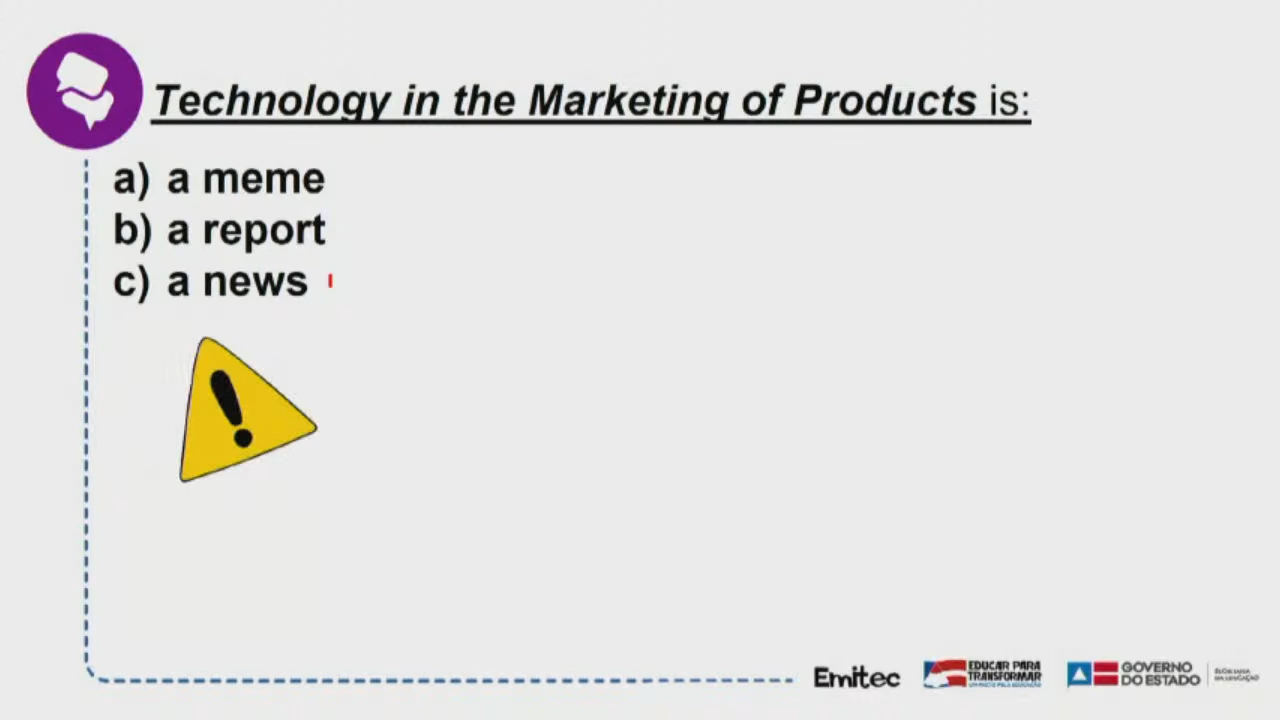 Technology in the Marketing of Products is:
a) a meme
b) a report
c) a news
Emitec
EDUCAR PARA
TRANSFORMAR
GOVERNO
DO ESTADO